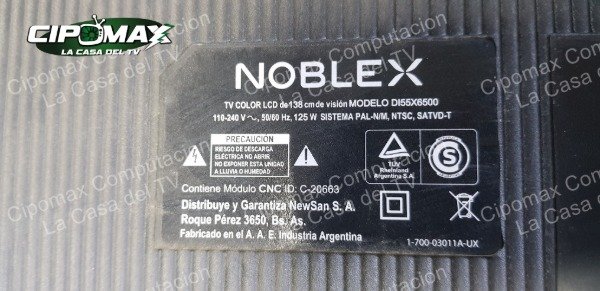 CIPOMAX
LA CASA DEL TV
NOBLEX
TV COLOR LCD de 138 cm de visión MODELO DI55X6500
110-240 V ~, 50/60 Hz, 125 W SISTEMA PAL-N/M, NTSC, SATVD-T
PRECAUCIÓN
RIESGO DE DESCARGA
ELÉCTRICA NO ABRIR
NO EXPONER ESTA UNIDAD
A LLUVIA O HUMEDAD
TÜV
Rheinland
Argentina S.A.
S
Contiene Módulo CNC ID: C-20663
Distribuye y Garantiza NewSan S. A.
Roque Pérez 3650, Bs. As.
Fabricado en el A. A. E. Industria Argentina
1-700-03011A-UX
Cipomax Computacion
La Casa del TV